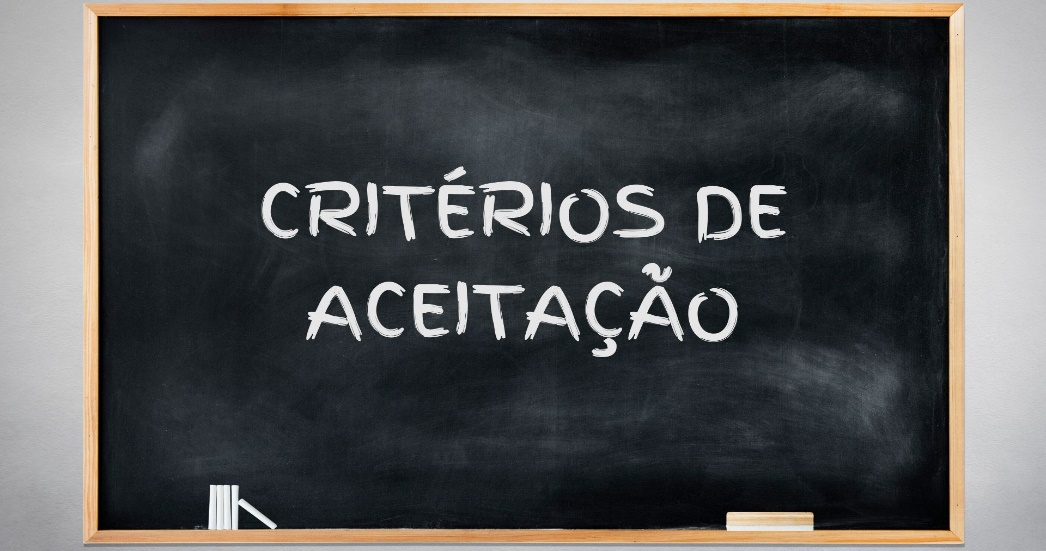 CRITÉRIOS DE
ACEITAÇÃO